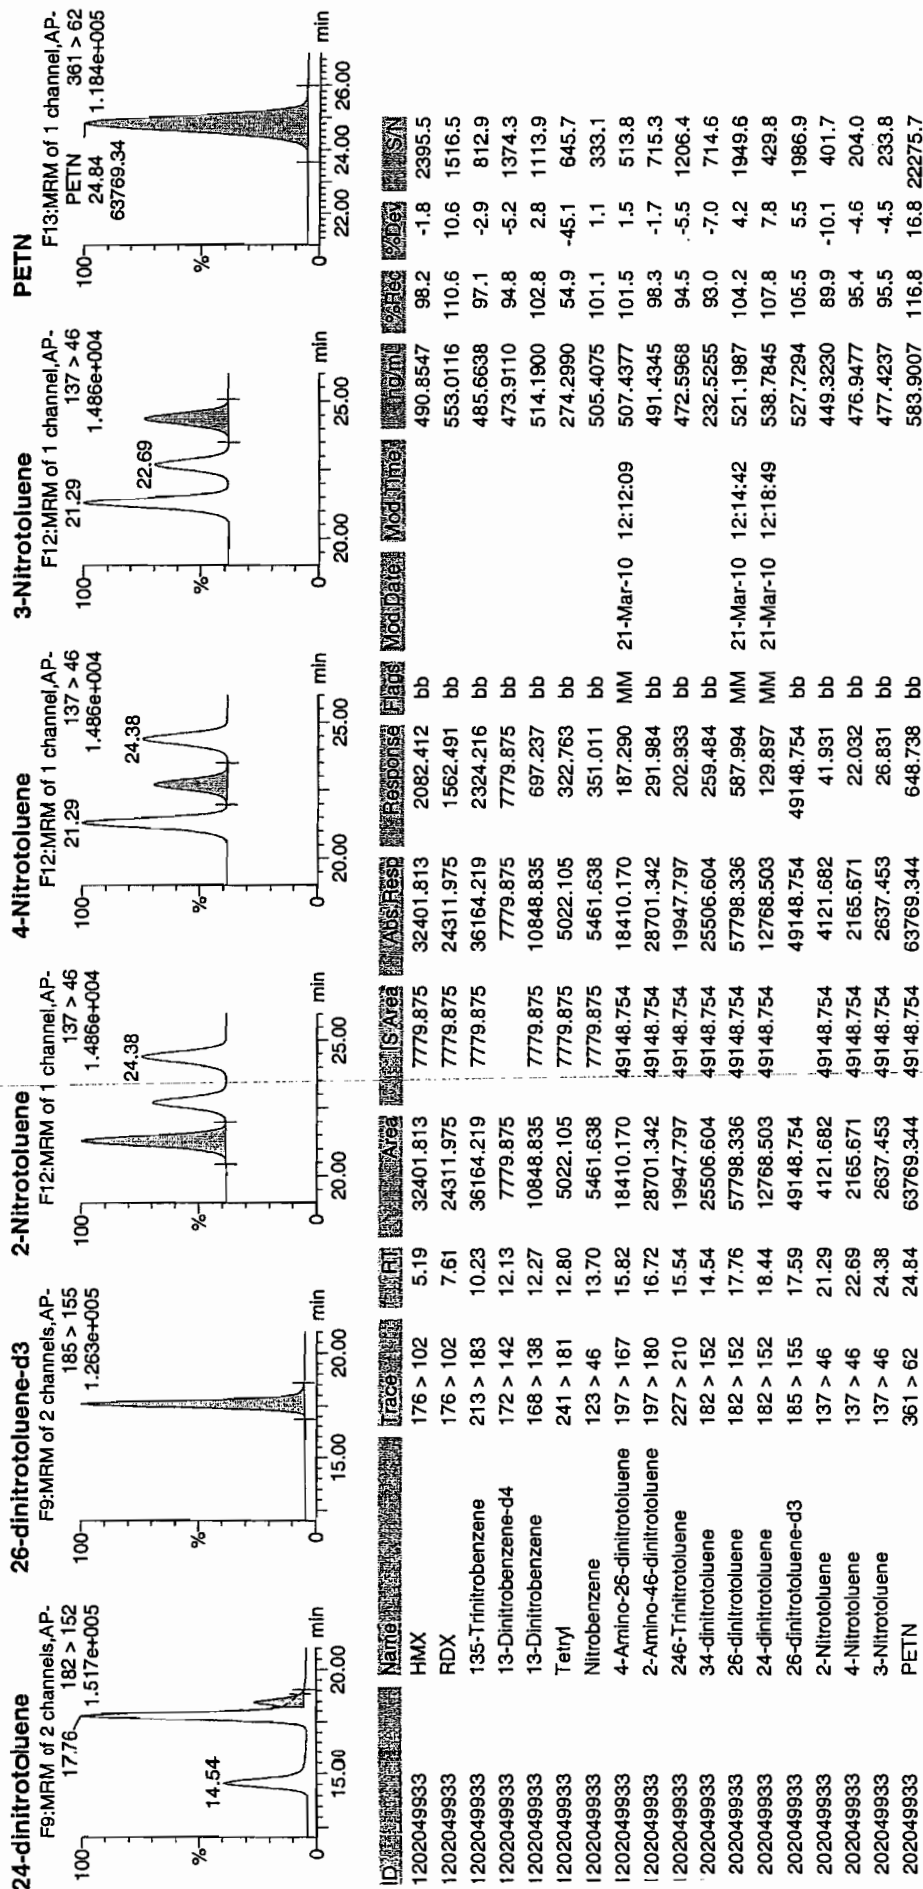 24-dinitrotoluene
F9:MRM of 2 channels,AP-
182 > 152
1.517e+005
17.76
14.54
100
%
0
15.00
20.00
min
26-dinitrotoluene-d3
F9:MRM of 2 channels,AP-
185 > 155
1.263e+005
100
%
0
15.00
20.00
min
2-Nitrotoluene
F12:MRM of 1 channel,AP-
137 > 46
1.486e+004
24.38
100
%
0
20.00
25.00
min
4-Nitrotoluene
F12:MRM of 1 channel,AP-
21.29
137 > 46
1.486e+004
24.38
100
%
0
20.00
25.00
min
3-Nitrotoluene
F12:MRM of 1 channel,AP-
21.29
137 > 46
1.486e+004
22.69
100
%
0
20.00
25.00
min
PETN
F13:MRM of 1 channel,AP-
PETN
24.84
63769.34
361 > 62
1.184e+005
100
%
0
22.00
24.00
26.00
min
ID Name Trace RT Area IS Area Abs.Resp Response Flags Mod.Date Mod.Time ng/ml %Rec %Dev S/N
1202049933 HMX 176 > 102 5.19 32401.813 7779.875 32401.813 2082.412 bb 490.8547 98.2 -1.8 2395.5
1202049933 RDX 176 > 102 7.61 24311.975 7779.875 24311.975 1562.491 bb 553.0116 110.6 10.6 1516.5
1202049933 135-Trinitrobenzene 213 > 183 10.23 36164.219 7779.875 36164.219 2324.216 bb 485.6638 97.1 -2.9 812.9
1202049933 13-Dinitrobenzene-d4 172 > 142 12.13 7779.875 7779.875 7779.875 bb 473.9110 94.8 -5.2 1374.3
1202049933 13-Dinitrobenzene 168 > 138 12.27 10848.835 7779.875 10848.835 697.237 bb 514.1900 102.8 2.8 1113.9
1202049933 Tetryl 241 > 181 12.80 5022.105 7779.875 5022.105 322.763 bb 274.2990 54.9 -45.1 645.7
1202049933 Nitrobenzene 123 > 46 13.70 5461.638 7779.875 5461.638 351.011 bb 505.4075 101.1 1.1 333.1
1202049933 4-Amino-26-dinitrotoluene 197 > 167 15.82 18410.170 49148.754 18410.170 187.290 MM 21-Mar-10 12:12:09 507.4377 101.5 1.5 513.8
1202049933 2-Amino-46-dinitrotoluene 197 > 180 16.72 28701.342 49148.754 28701.342 291.984 bb 491.4345 98.3 -1.7 715.3
1202049933 246-Trinitrotoluene 227 > 210 15.54 19947.797 49148.754 19947.797 202.933 bb 472.5968 94.5 -5.5 1206.4
1202049933 34-dinitrotoluene 182 > 152 14.54 25506.604 49148.754 25506.604 259.484 bb 232.5255 93.0 -7.0 714.6
1202049933 26-dinitrotoluene 182 > 152 17.76 57798.336 49148.754 57798.336 587.994 MM 21-Mar-10 12:14:42 521.1987 104.2 4.2 1949.6
1202049933 24-dinitrotoluene 182 > 152 18.44 12768.503 49148.754 12768.503 129.897 MM 21-Mar-10 12:18:49 538.7845 107.8 7.8 429.8
1202049933 26-dinitrotoluene-d3 185 > 155 17.59 49148.754 49148.754 49148.754 bb 527.7294 105.5 5.5 1986.9
1202049933 2-Nitrotoluene 137 > 46 21.29 4121.682 49148.754 4121.682 41.931 bb 449.3230 89.9 -10.1 401.7
1202049933 4-Nitrotoluene 137 > 46 22.69 2165.671 49148.754 2165.671 22.032 bb 476.9477 95.4 -4.6 204.0
1202049933 3-Nitrotoluene 137 > 46 24.38 2637.453 49148.754 2637.453 26.831 bb 477.4237 95.5 -4.5 233.8
1202049933 PETN 361 > 62 24.84 63769.344 49148.754 63769.344 648.738 bb 583.9007 116.8 16.8 22275.7